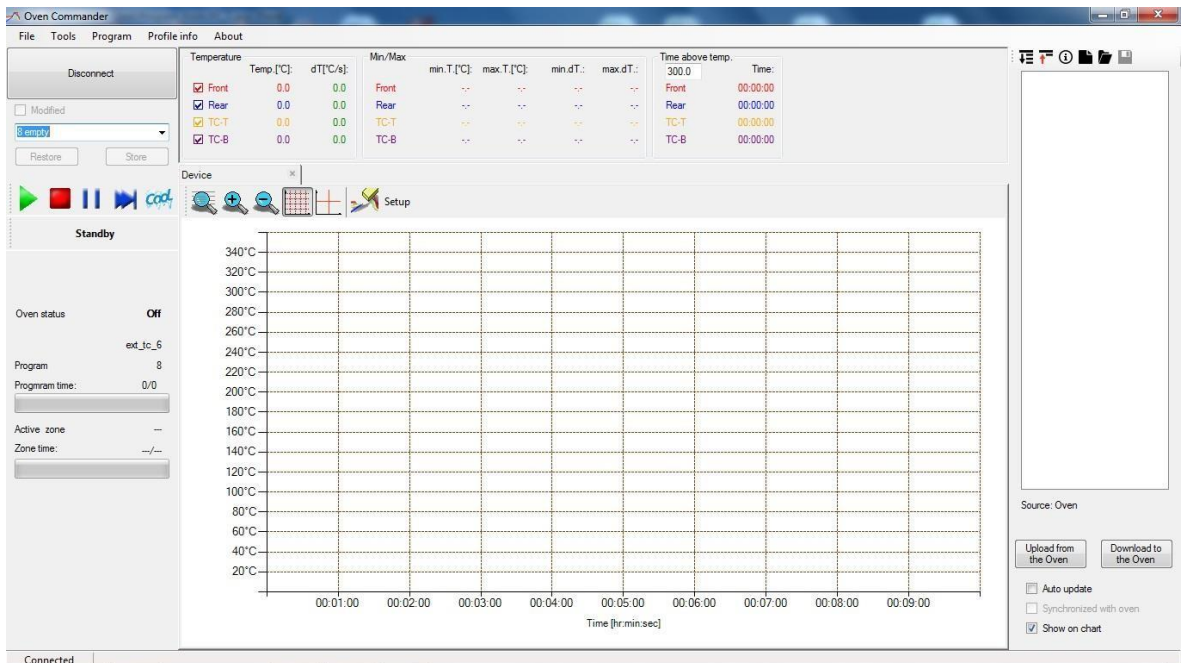 Oven Commander
File Tools Program Profile info About
Disconnect
Modified
8 empty
Restore Store
cool
Standby
Oven status Off
ext_tc_6
Program 8
Progmram time: 0/0
Active zone ---
Zone time: ---/---
Temperature
Temp.[°C]: dT[°C/s]:
Front 0.0 0.0
Rear 0.0 0.0
TC-T 0.0 0.0
TC-B 0.0 0.0
Min/Max
min.T.[°C]: max.T.[°C]: min.dT.: max.dT.:
Front -.- -.- -.- -.-
Rear -.- -.- -.- -.-
TC-T -.- -.- -.- -.-
TC-B -.- -.- -.- -.-
Time above temp.
300.0 Time:
Front 00:00:00
Rear 00:00:00
TC-T 00:00:00
TC-B 00:00:00
Device
Setup
340°C
320°C
300°C
280°C
260°C
240°C
220°C
200°C
180°C
160°C
140°C
120°C
100°C
80°C
60°C
40°C
20°C
00:01:00 00:02:00 00:03:00 00:04:00 00:05:00 00:06:00 00:07:00 00:08:00 00:09:00
Time [hr:min:sec]
Source: Oven
Upload from
the Oven
Download to
the Oven
Auto update
Synchronized with oven
Show on chart
Connected